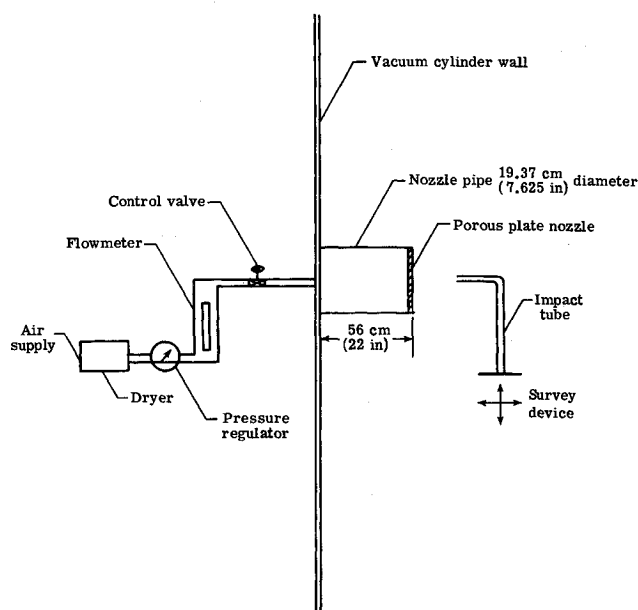 Vacuum cylinder wall
Nozzle pipe 19.37 cm (7.625 in) diameter
Porous plate nozzle
Control valve
Flowmeter
Impact
tube
56 cm
(22 in)
Air
supply
Dryer
Pressure
regulator
Survey
device